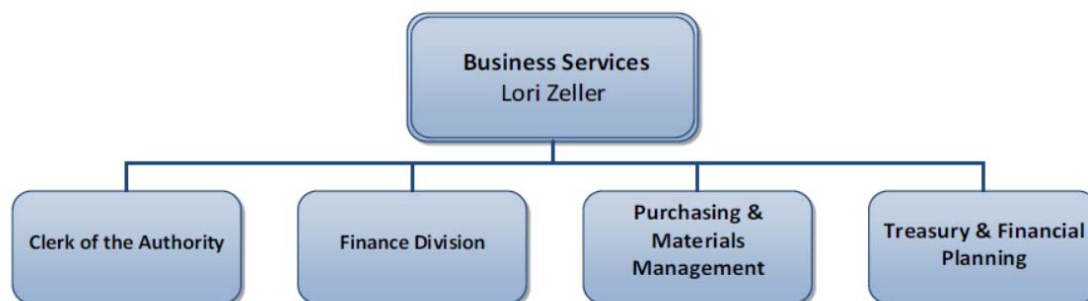 Business Services
Lori Zeller
Clerk of the Authority
Finance Division
Purchasing &
Materials
Management
Treasury & Financial
Planning